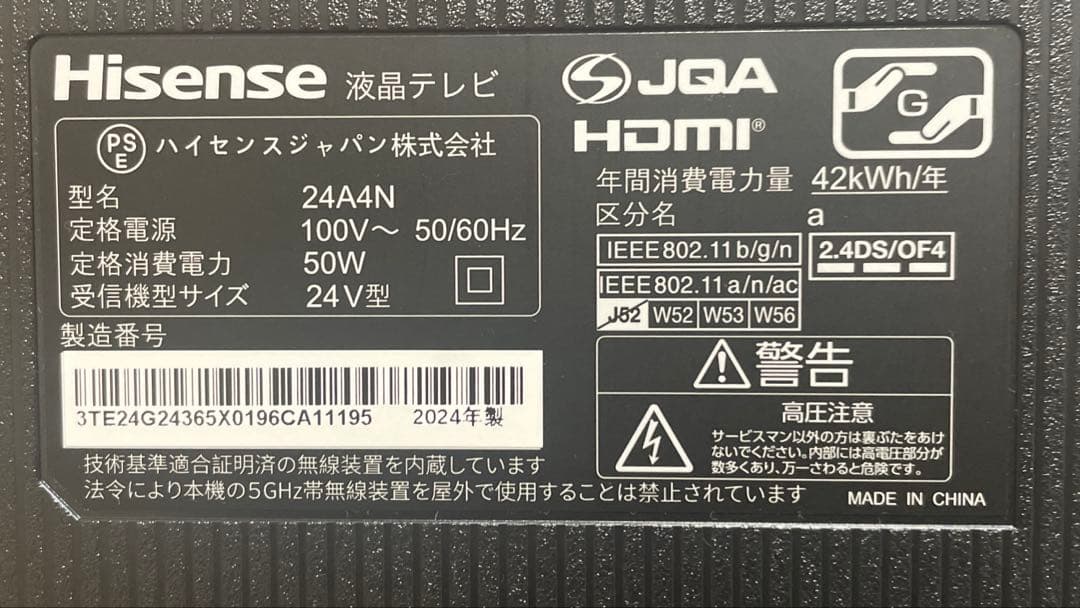 Hisense 液晶テレビ
PSE ハイセンスジャパン株式会社
型名 24A4N
定格電源 100V～ 50/60Hz
定格消費電力 50W
受信機型サイズ 24V型
製造番号
3TE24G24365X0196CA11195 2024年製
技術基準適合証明済の無線装置を内蔵しています
法令により本機の5GHz帯無線装置を屋外で使用することは禁止されています
JQA
HDMI®
G
年間消費電力量 42kWh/年
区分名 a
IEEE802.11b/g/n
2.4DS/OF4
IEEE802.11a/n/ac
J52 W52 W53 W56
警告
高圧注意
サービスマン以外の方は裏ぶたをあけ
ないでください。内部には高電圧部分が
数多くあり、万一さわると危険です。
MADE IN CHINA